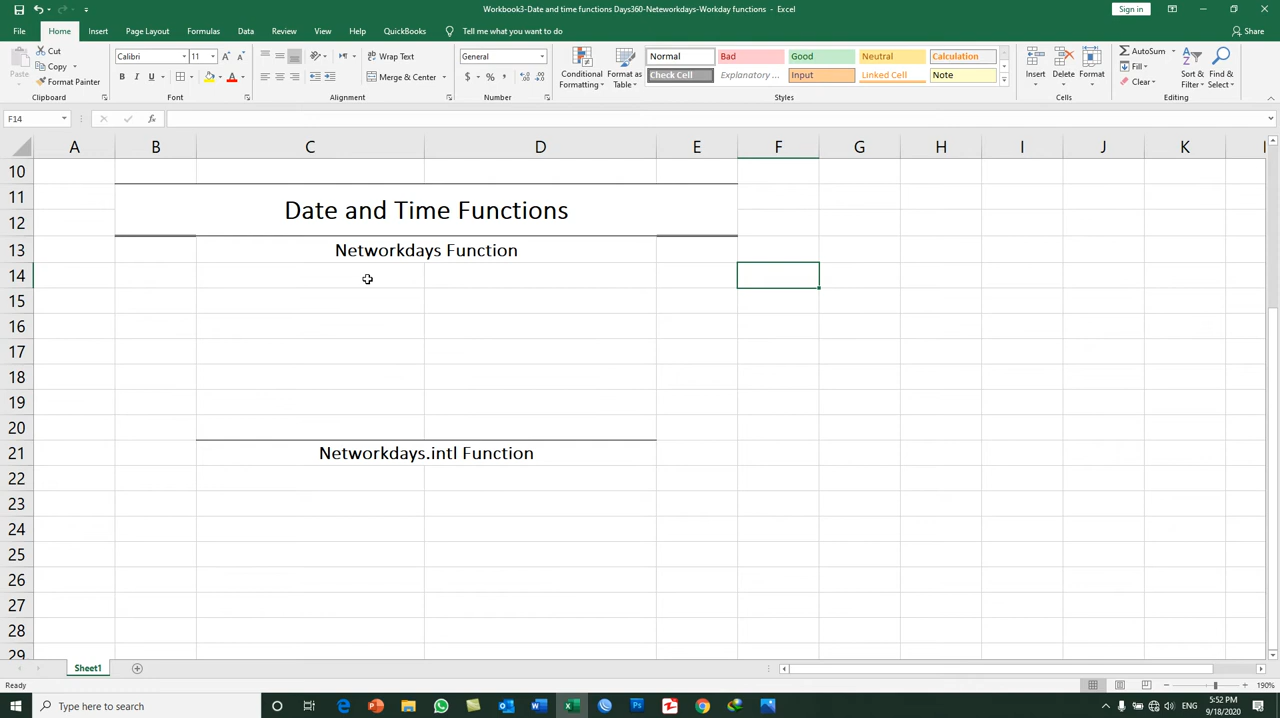 Workbook3-Date and time functions Days360-Neteworkdays-Workday functions - Excel
Sign in
File Home Insert Page Layout Formulas Data Review View Help QuickBooks Tell me what you want to do Share
Paste Cut Copy Format Painter
Calibri 11
B I U A
Wrap Text
Merge & Center
General
$ % ,
Conditional Formatting Format as Table
Normal Bad Good Neutral Calculation
Check Cell Explanatory ... Input Linked Cell Note
Insert Delete Format
AutoSum Fill Clear
Sort & Filter Find & Select
Clipboard Font Alignment Number Styles Cells Editing
F14 fx
A B C D E F G H I J K
10
11
Date and Time Functions
12
13 Networkdays Function
14
15
16
17
18
19
20
21 Networkdays.intl Function
22
23
24
25
26
27
28
29
Sheet1
Ready 190%
Type here to search
5:52 PM
9/18/2020